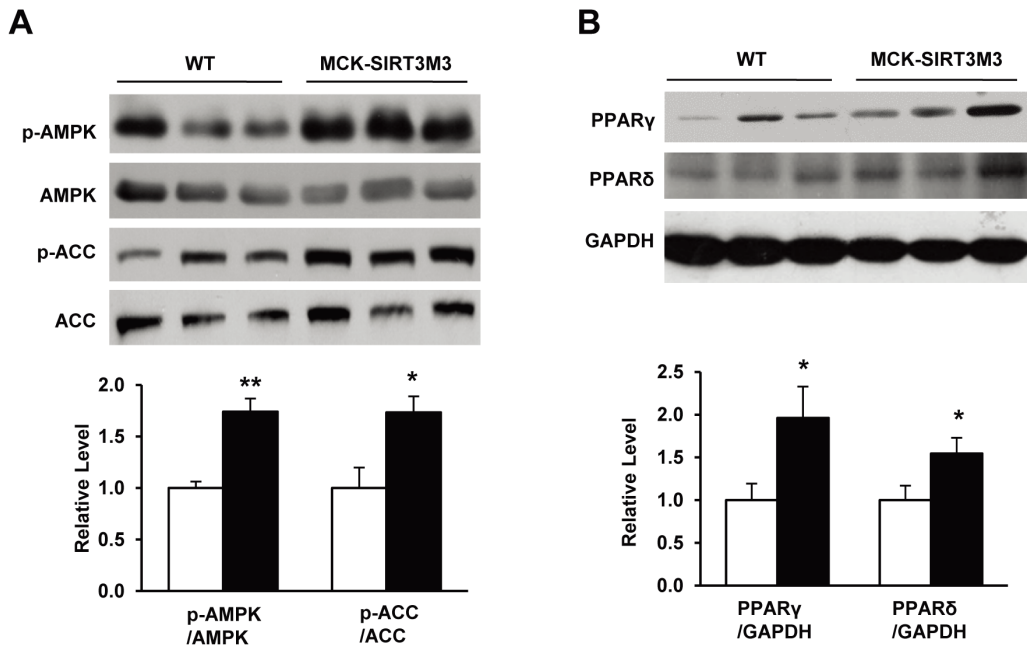 A
WT MCK-SIRT3M3
p-AMPK
AMPK
p-ACC
ACC
2.0
1.5
1.0
0.5
0.0
Relative Level
** *
p-AMPK
/AMPK
p-ACC
/ACC
B
WT MCK-SIRT3M3
PPARγ
PPARδ
GAPDH
2.5
2.0
1.5
1.0
0.5
0.0
Relative Level
* *
PPARγ
/GAPDH
PPARδ
/GAPDH